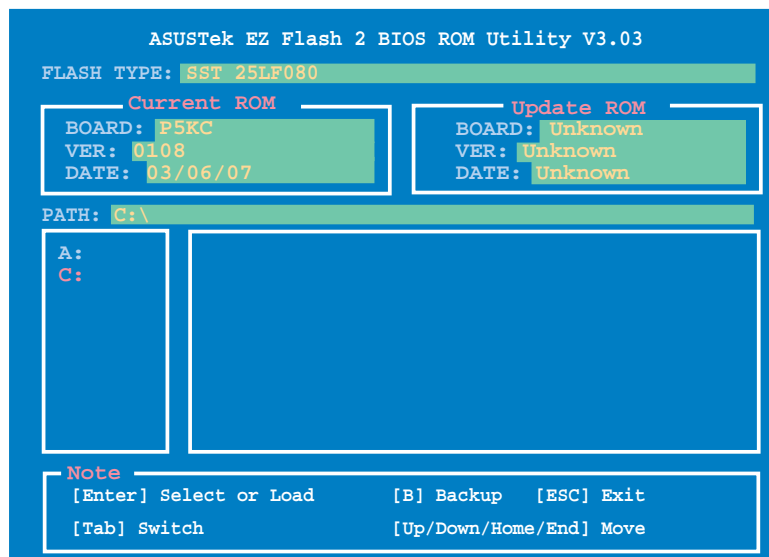 ASUSTek EZ Flash 2 BIOS ROM Utility V3.03
FLASH TYPE: SST 25LF080
Current ROM
BOARD: P5KC
VER: 0108
DATE: 03/06/07
Update ROM
BOARD: Unknown
VER: Unknown
DATE: Unknown
PATH: C:\
A:
C:
Note
[Enter] Select or Load [B] Backup [ESC] Exit
[Tab] Switch [Up/Down/Home/End] Move